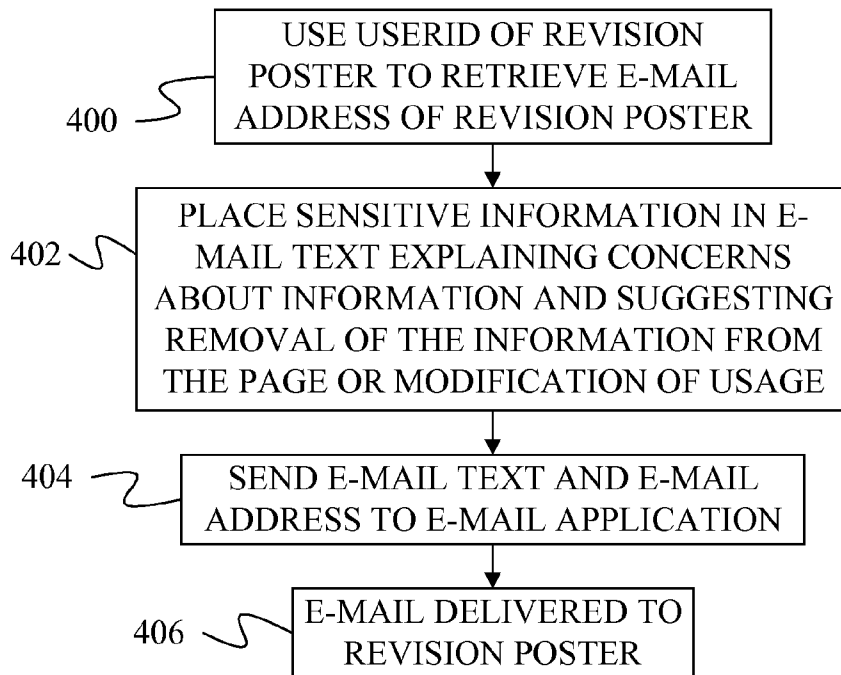 USE USERID OF REVISION
POSTER TO RETRIEVE E-MAIL
ADDRESS OF REVISION POSTER
400
PLACE SENSITIVE INFORMATION IN E-
MAIL TEXT EXPLAINING CONCERNS
ABOUT INFORMATION AND SUGGESTING
REMOVAL OF THE INFORMATION FROM
THE PAGE OR MODIFICATION OF USAGE
402
SEND E-MAIL TEXT AND E-MAIL
ADDRESS TO E-MAIL APPLICATION
404
E-MAIL DELIVERED TO
REVISION POSTER
406